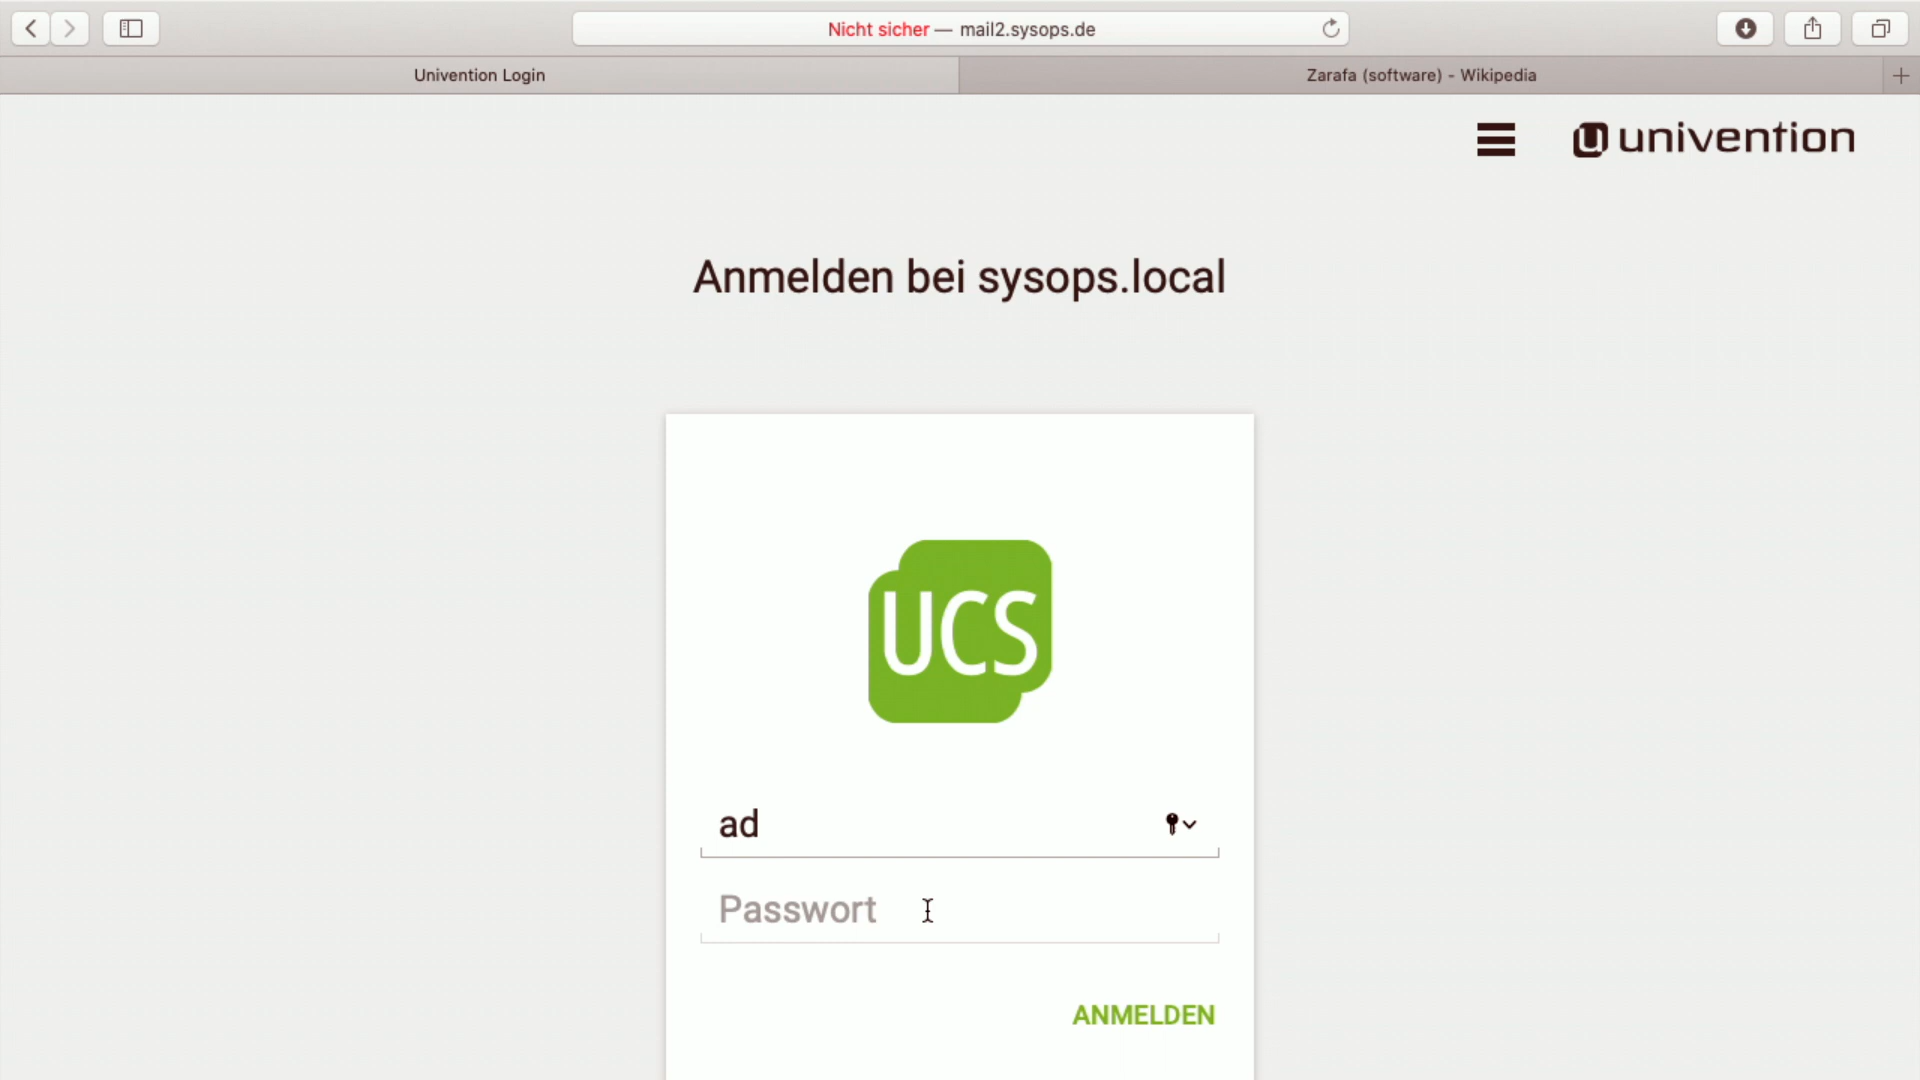 Nicht sicher — mail2.sysops.de
Univention Login
Zarafa (software) - Wikipedia
univention
Anmelden bei sysops.local
UCS
ad
Passwort
ANMELDEN